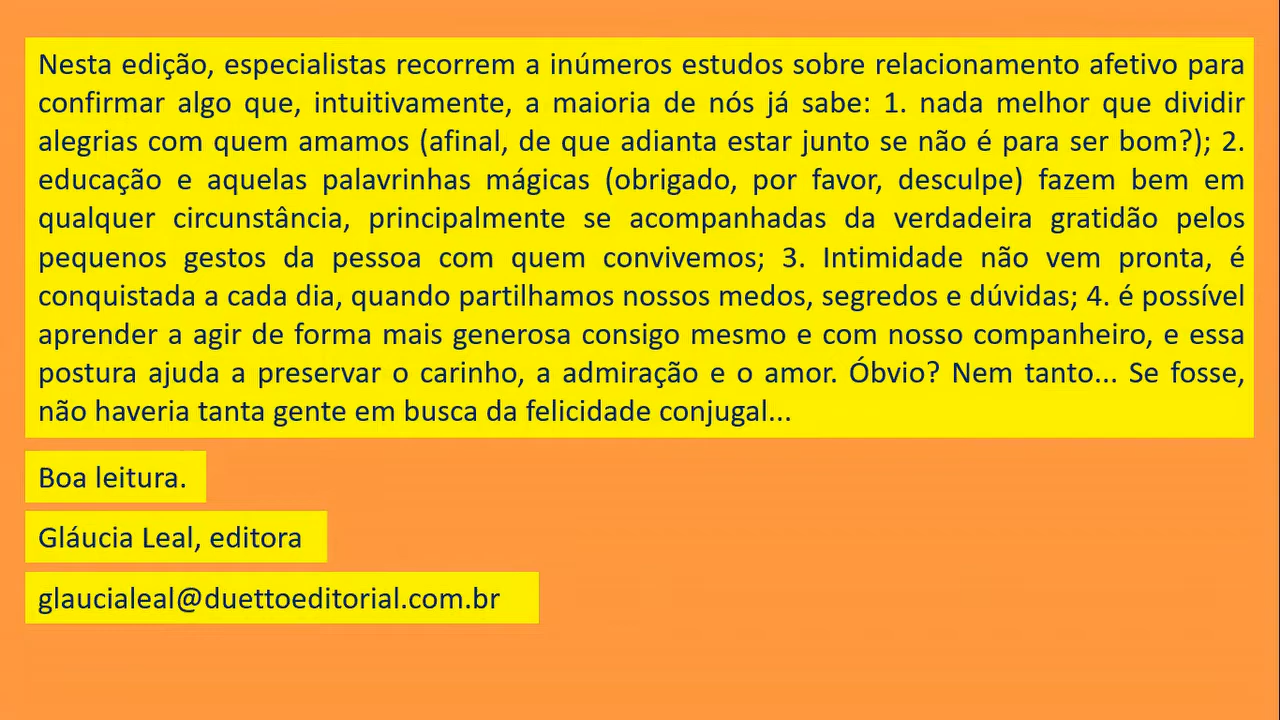 Nesta edição, especialistas recorrem a inúmeros estudos sobre relacionamento afetivo para
confirmar algo que, intuitivamente, a maioria de nós já sabe: 1. nada melhor que dividir
alegrias com quem amamos (afinal, de que adianta estar junto se não é para ser bom?); 2.
educação e aquelas palavrinhas mágicas (obrigado, por favor, desculpe) fazem bem em
qualquer circunstância, principalmente se acompanhadas da verdadeira gratidão pelos
pequenos gestos da pessoa com quem convivemos; 3. Intimidade não vem pronta, é
conquistada a cada dia, quando partilhamos nossos medos, segredos e dúvidas; 4. é possível
aprender a agir de forma mais generosa consigo mesmo e com nosso companheiro, e essa
postura ajuda a preservar o carinho, a admiração e o amor. Óbvio? Nem tanto... Se fosse,
não haveria tanta gente em busca da felicidade conjugal...
Boa leitura.
Gláucia Leal, editora
glaucialeal@duettoeditorial.com.br